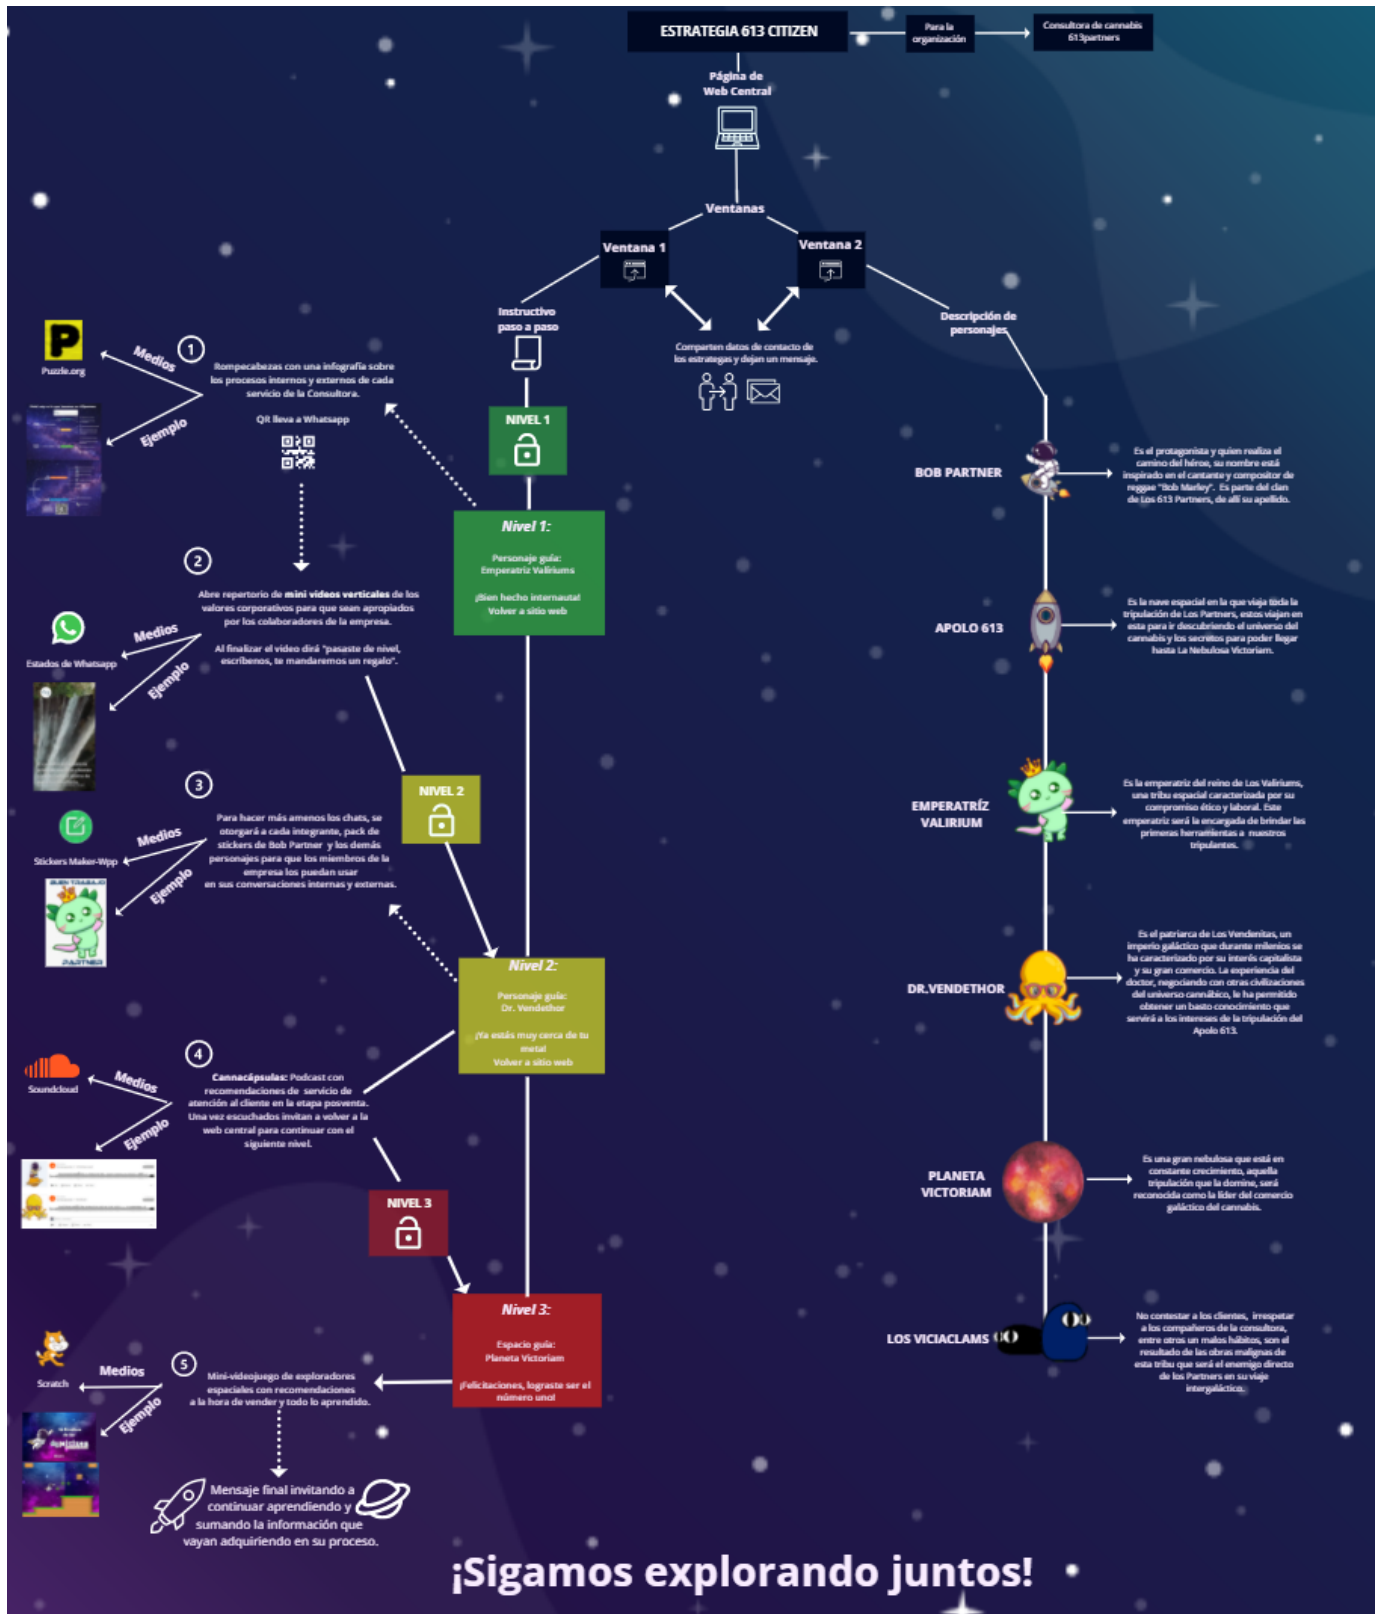 ESTRATEGIA 613 CITIZEN
Para la
organización
Consultora de cannabis
613partners
Página de
Web Central
Ventanas
Ventana 1
Ventana 2
Instructivo
paso a paso
Descripción de
personajes
Comparten datos de contacto de
los estrategas y dejan un mensaje.
Puzzle.org
Medios
Ejemplo
1
Rompecabezas con una infografía sobre
los procesos internos y externos de cada
servicio de la Consultora.
QR lleva a Whatsapp
NIVEL 1
Nivel 1:
Personaje guía:
Emperatriz Valiriums
¡Bien hecho internauta!
Volver a sitio web
2
Abre repertorio de mini videos verticales de los
valores corporativos para que sean apropiados
por los colaboradores de la empresa.
Al finalizar el video dirá "pasaste de nivel,
escríbenos, te mandaremos un regalo".
Medios
Estados de Whatsapp
Ejemplo
NIVEL 2
3
Para hacer más amenos los chats, se
otorgará a cada integrante, pack de
stickers de Bob Partner y los demás
personajes para que los miembros de la
empresa los puedan usar
en sus conversaciones internas y externas.
Medios
Stickers Maker-Wpp
Ejemplo
BUEN TRABAJO
PARTNER
Nivel 2:
Personaje guía:
Dr. Vendethor
¡Ya estás muy cerca de tu
meta!
Volver a sitio web
4
Cannacápsulas: Podcast con
recomendaciones de servicio de
atención al cliente en la etapa posventa.
Una vez escuchados invitan a volver a la
web central para continuar con el
siguiente nivel.
Soundcloud
Medios
Ejemplo
NIVEL 3
Nivel 3:
Espacio guía:
Planeta Victoriam
¡Felicitaciones, lograste ser el
número uno!
5
Mini-videojuego de exploradores
espaciales con recomendaciones
a la hora de vender y todo lo aprendido.
Scratch
Medios
Ejemplo
Mensaje final invitando a
continuar aprendiendo y
sumando la información que
vayan adquiriendo en su proceso.
BOB PARTNER
Es el protagonista y quien realiza el
camino del héroe, su nombre está
inspirado en el cantante y compositor de
reggae "Bob Marley". Es parte del clan
de Los 613 Partners, de allí su apellido.
APOLO 613
Es la nave espacial en la que viaja toda la
tripulación de Los Partners, estos viajan en
esta para ir descubriendo el universo del
cannabis y los secretos para poder llegar
hasta La Nebulosa Victoriam.
EMPERATRÍZ
VALIRIUM
Es la emperatriz del reino de Los Valiriums,
una tribu espacial caracterizada por su
compromiso ético y laboral. Este
emperatriz será la encargada de brindar las
primeras herramientas a nuestros
tripulantes.
DR.VENDETHOR
Es el patriarca de Los Vendenitas, un
imperio galáctico que durante milenios se
ha caracterizado por su interés capitalista
y su gran comercio. La experiencia del
doctor, negociando con otras civilizaciones
del universo cannábico, le ha permitido
obtener un basto conocimiento que
servirá a los intereses de la tripulación del
Apolo 613.
PLANETA
VICTORIAM
Es una gran nebulosa que está en
constante crecimiento, aquella
tripulación que la domine, será
reconocida como la líder del comercio
galáctico del cannabis.
LOS VICIACLAMS
No contestar a los clientes, irrespetar
a los compañeros de la consultora,
entre otros un malos hábitos, son el
resultado de las obras malignas de
esta tribu que será el enemigo directo
de los Partners en su viaje
intergaláctico.
¡Sigamos explorando juntos!